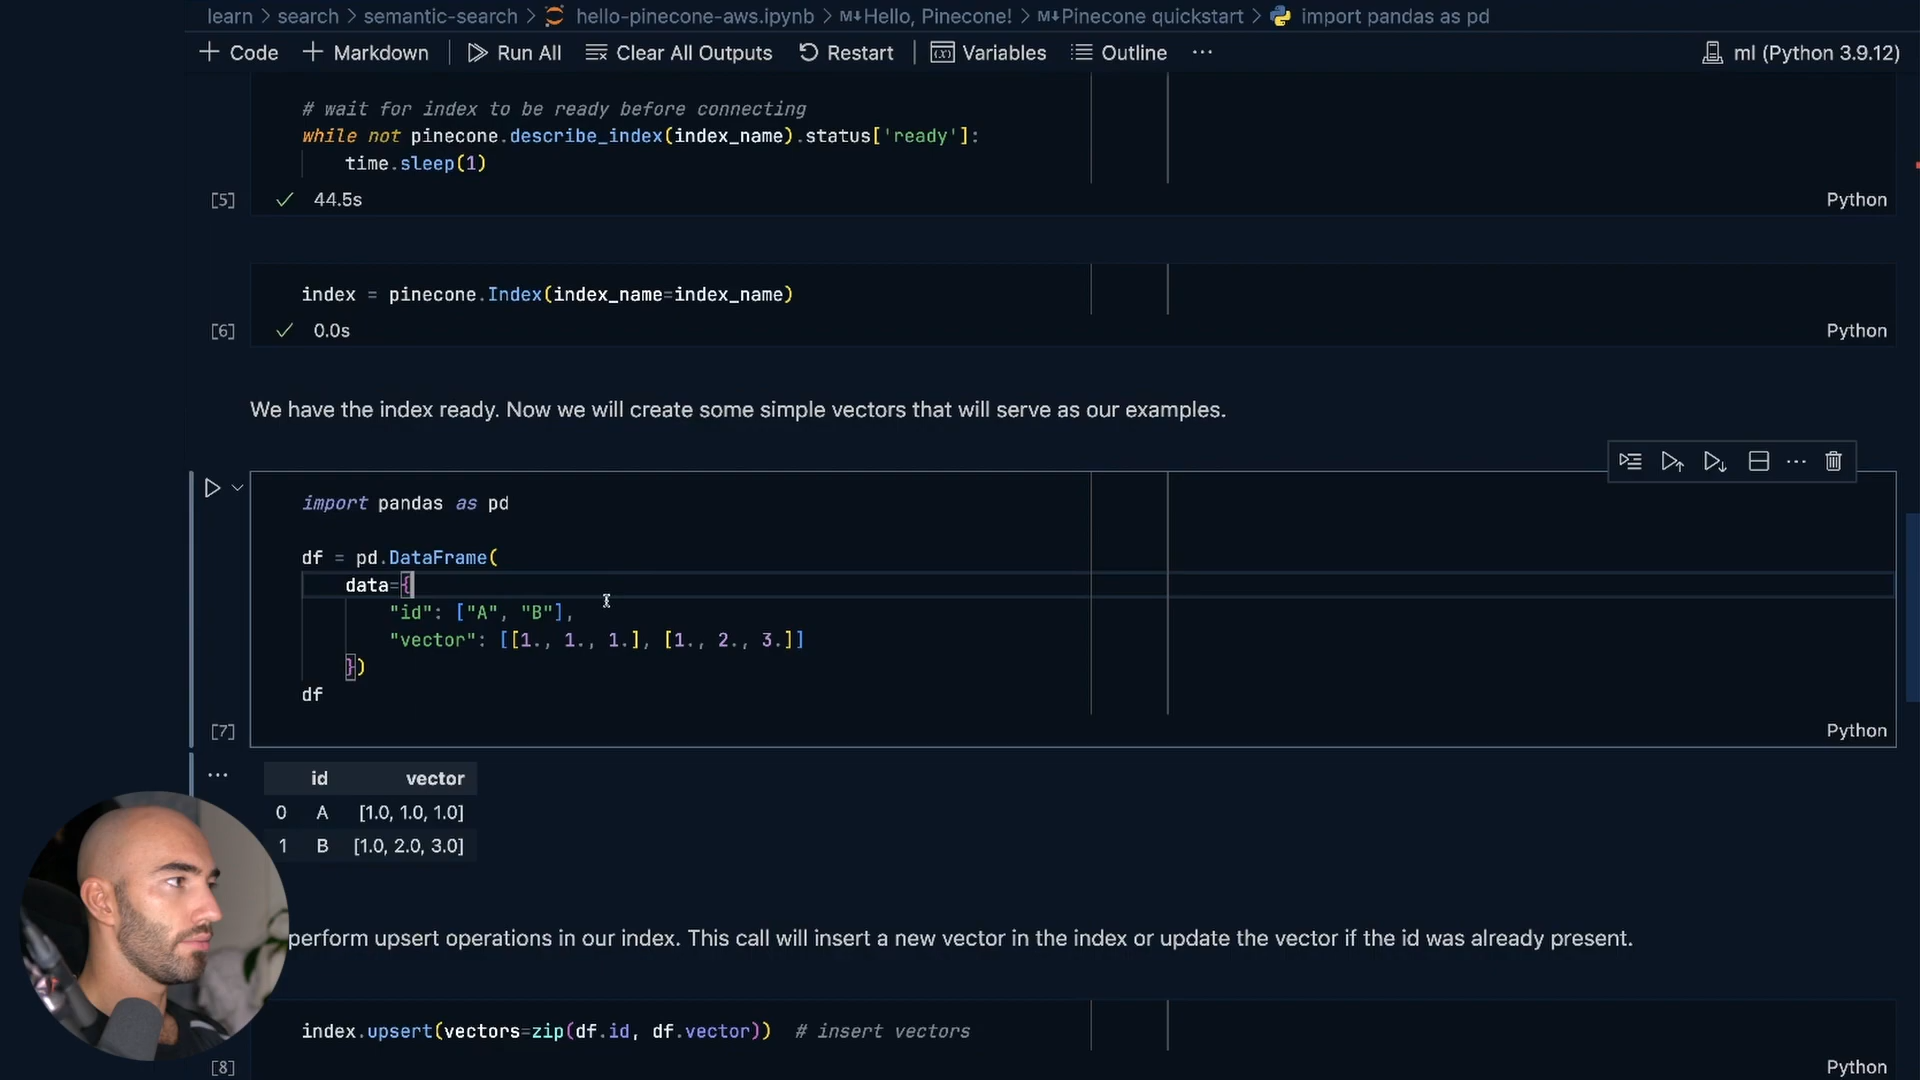 learn > search > semantic-search > hello-pinecone-aws.ipynb > M↓Hello, Pinecone! > M↓Pinecone quickstart > import pandas as pd
+ Code + Markdown | Run All Clear All Outputs Restart | Variables Outline ··· ml (Python 3.9.12)
# wait for index to be ready before connecting
while not pinecone.describe_index(index_name).status['ready']:
    time.sleep(1)
[5] ✓ 44.5s Python
index = pinecone.Index(index_name=index_name)
[6] ✓ 0.0s Python
We have the index ready. Now we will create some simple vectors that will serve as our examples.
import pandas as pd
df = pd.DataFrame(
    data={
        "id": ["A", "B"],
        "vector": [[1., 1., 1.], [1., 2., 3.]]
    })
df
[7] Python
··· id vector
0 A [1.0, 1.0, 1.0]
1 B [1.0, 2.0, 3.0]
perform upsert operations in our index. This call will insert a new vector in the index or update the vector if the id was already present.
index.upsert(vectors=zip(df.id, df.vector)) # insert vectors
[8] Python